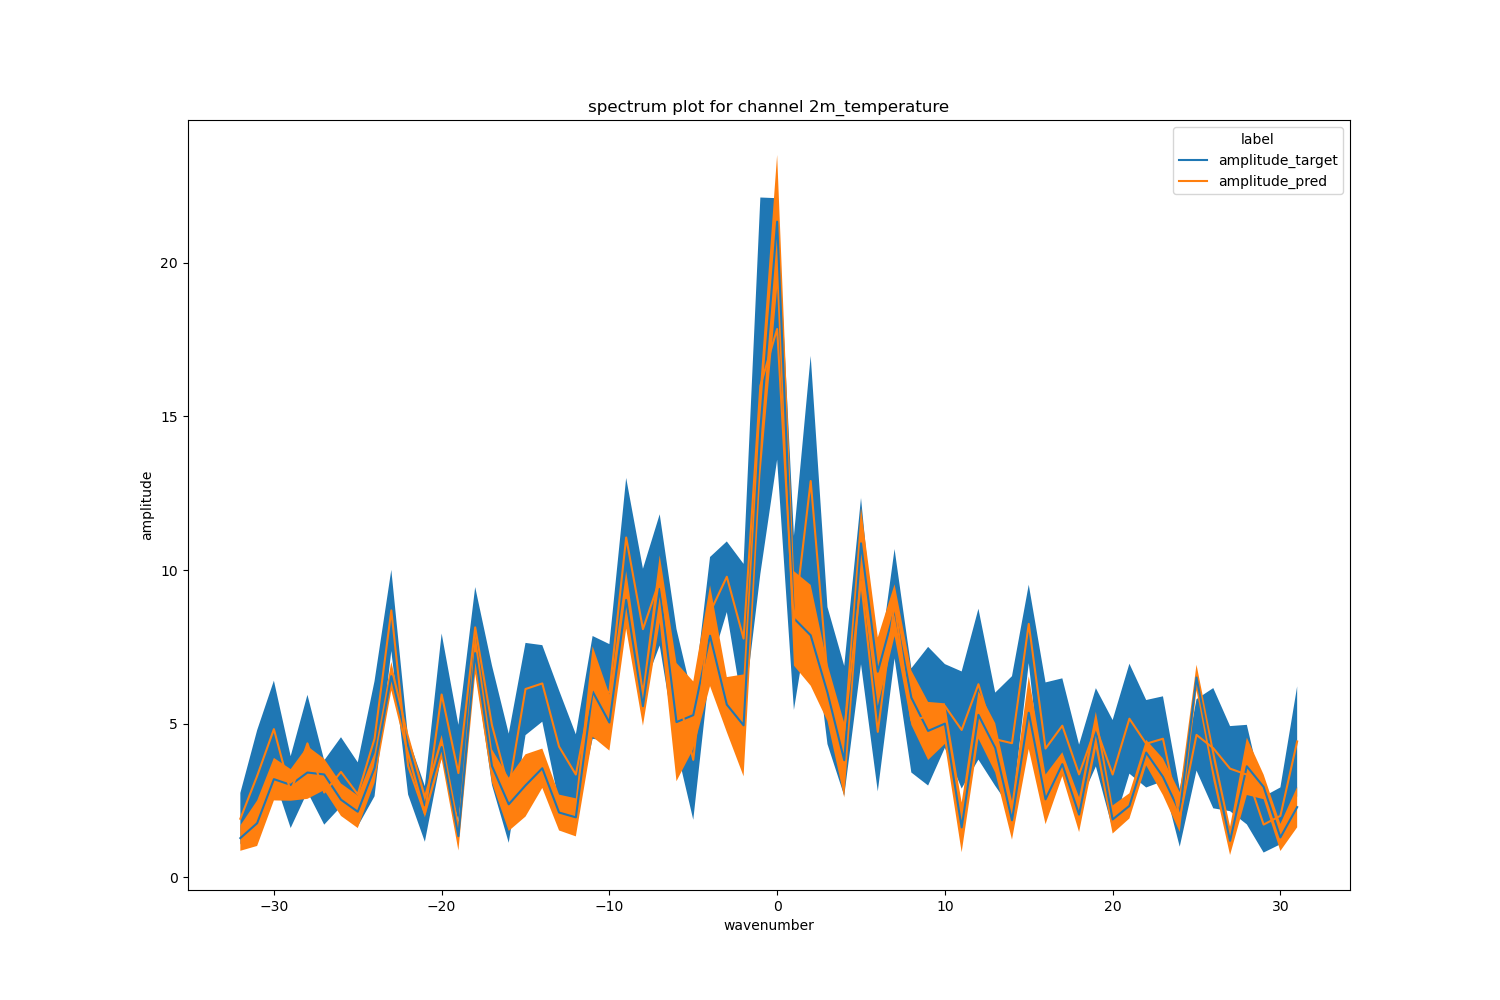 spectrum plot for channel 2m_temperature
label
amplitude_target
amplitude_pred
20
15
10
5
0
amplitude
−30 −20 −10 0 10 20 30
wavenumber